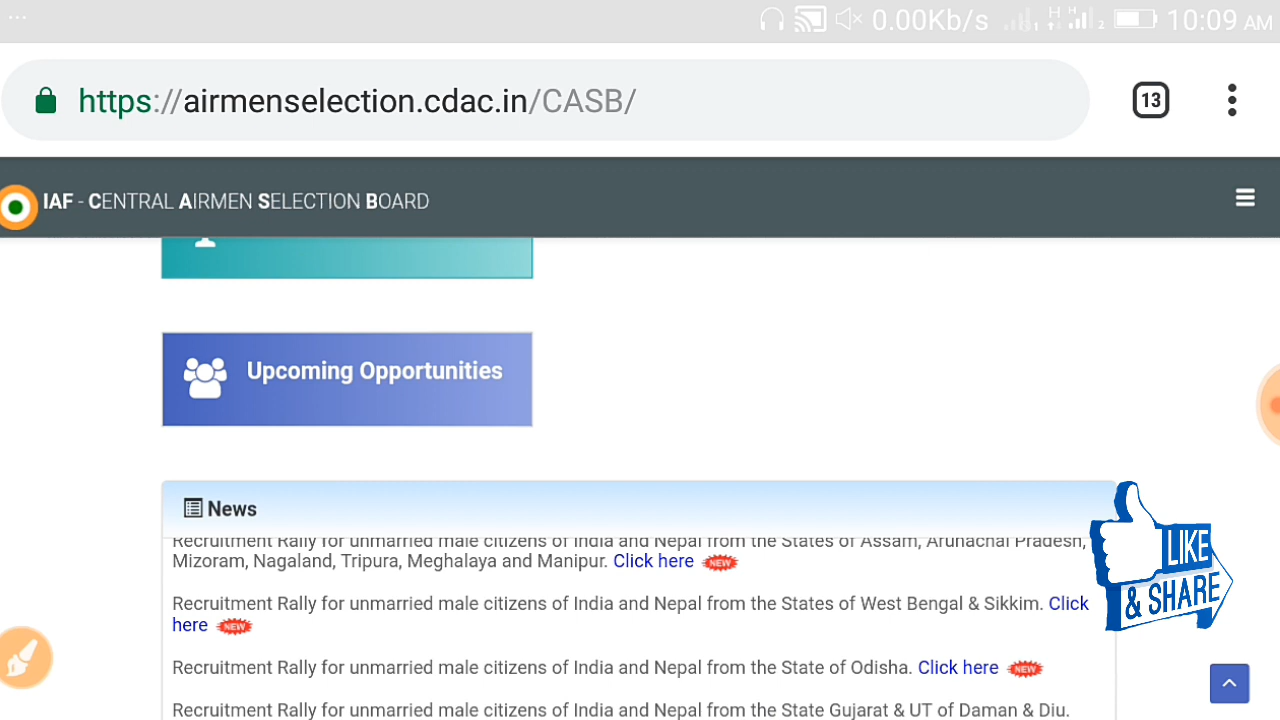 0.00Kb/s 1 H H 2 10:09 AM
https://airmenselection.cdac.in/CASB/ 13
IAF - CENTRAL AIRMEN SELECTION BOARD
Upcoming Opportunities
News
Recruitment Rally for unmarried male citizens of India and Nepal from the States of Assam, Arunachal Pradesh,
Mizoram, Nagaland, Tripura, Meghalaya and Manipur. Click here NEW
Recruitment Rally for unmarried male citizens of India and Nepal from the States of West Bengal & Sikkim. Click
here NEW
Recruitment Rally for unmarried male citizens of India and Nepal from the State of Odisha. Click here NEW
Recruitment Rally for unmarried male citizens of India and Nepal from the State Gujarat & UT of Daman & Diu.
LIKE
& SHARE